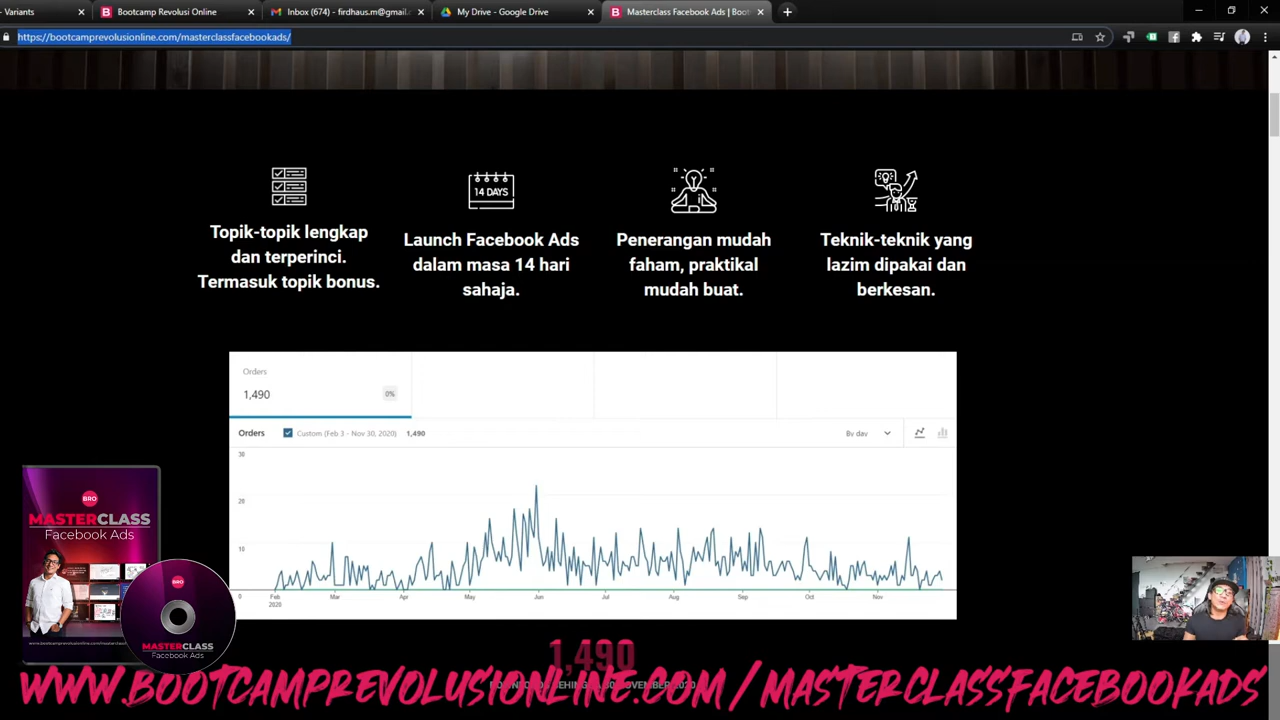 Variants
Bootcamp Revolusi Online
Inbox (674) - firdhaus.m@gmail.
My Drive - Google Drive
Masterclass Facebook Ads | Boot
https://bootcamprevolusionline.com/masterclassfacebookads/
14 DAYS
Topik-topik lengkap
dan terperinci.
Termasuk topik bonus.
Launch Facebook Ads
dalam masa 14 hari
sahaja.
Penerangan mudah
faham, praktikal
mudah buat.
Teknik-teknik yang
lazim dipakai dan
berkesan.
Orders
1,490
0%
Orders
Custom (Feb 3 - Nov 30, 2020)
1,490
By day
30
20
10
0
Feb
2020
Mar
Apr
May
Jun
Jul
Aug
Sep
Oct
Nov
BRO
MASTERCLASS
Facebook Ads
BRO
MASTERCLASS
Facebook Ads
1,490
WWW.BOOTCAMPREVOLUSIONLINE.COM/MASTERCLASSFACEBOOKADS